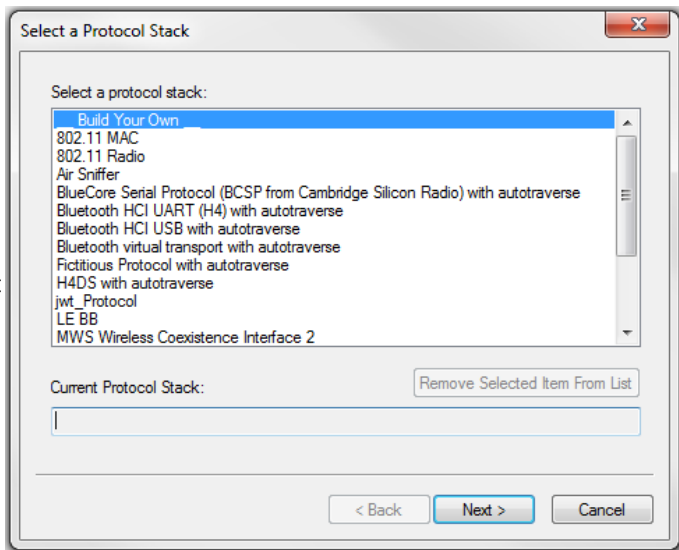 Select a Protocol Stack
Select a protocol stack:
Build Your Own
802.11 MAC
802.11 Radio
Air Sniffer
BlueCore Serial Protocol (BCSP from Cambridge Silicon Radio) with autotraverse
Bluetooth HCI UART (H4) with autotraverse
Bluetooth HCI USB with autotraverse
Bluetooth virtual transport with autotraverse
Fictitious Protocol with autotraverse
H4DS with autotraverse
jwt_Protocol
LE BB
MWS Wireless Coexistence Interface 2
Current Protocol Stack:
Remove Selected Item From List
< Back
Next >
Cancel